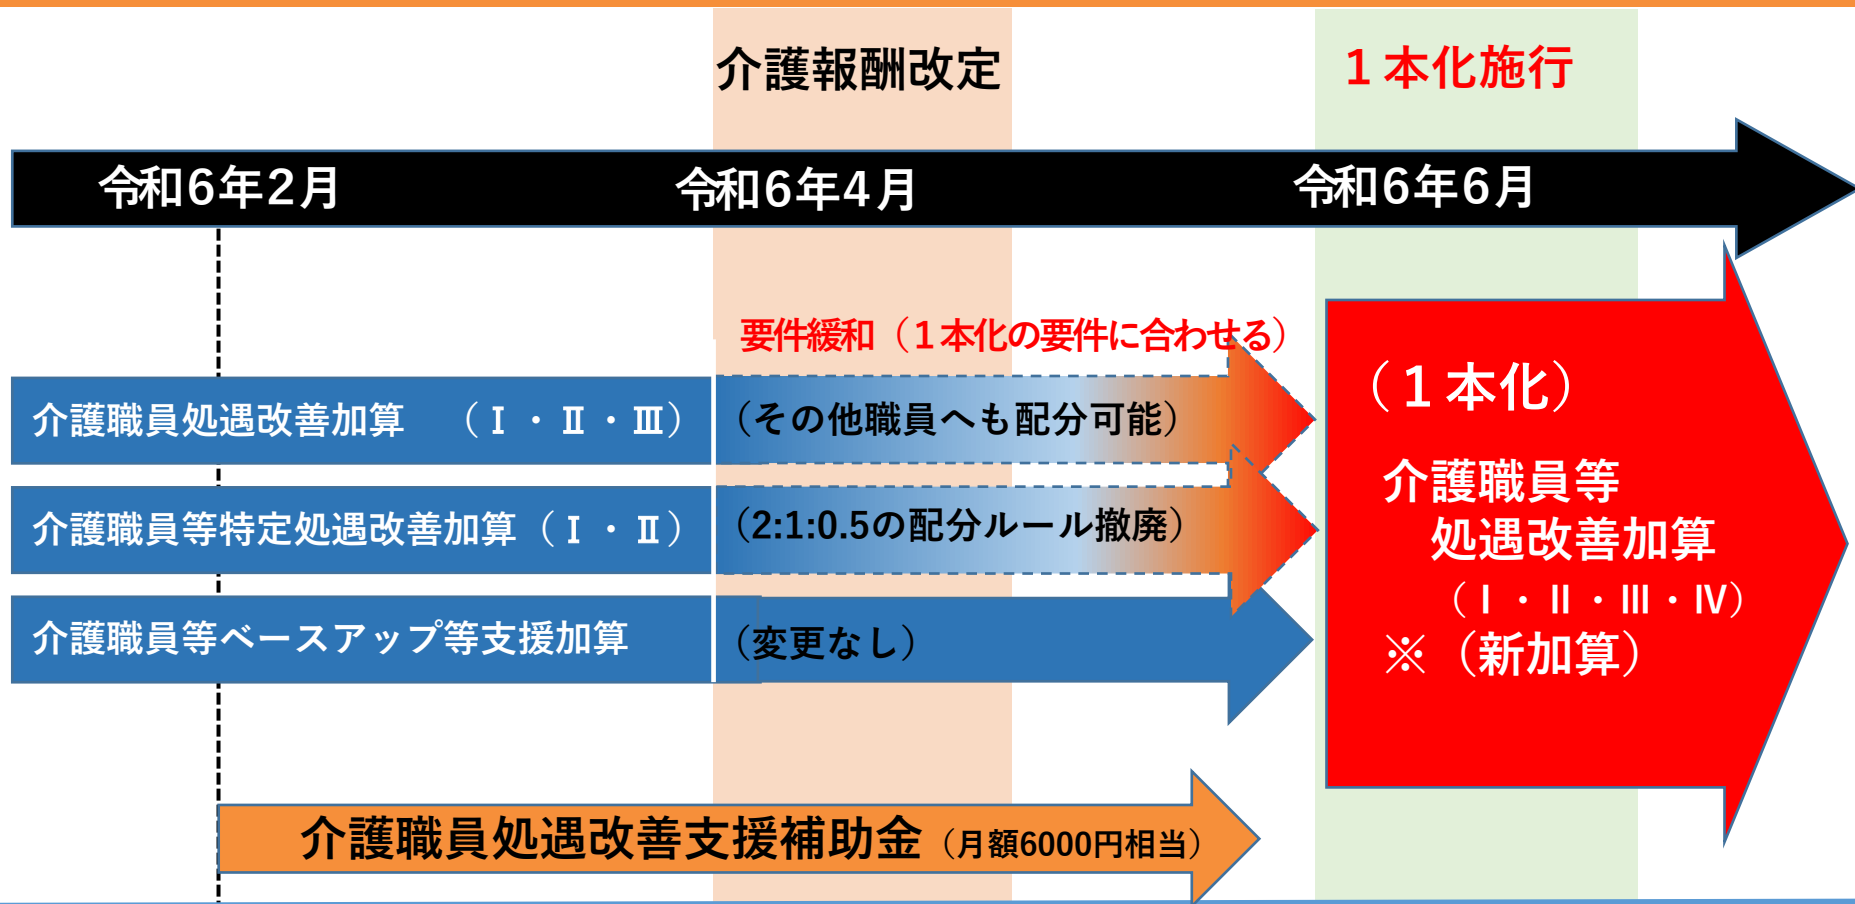 介護報酬改定
１本化施行
令和6年2月
令和6年4月
令和6年6月
要件緩和（１本化の要件に合わせる）
介護職員処遇改善加算　（Ⅰ・Ⅱ・Ⅲ）
（その他職員へも配分可能）
介護職員等特定処遇改善加算（Ⅰ・Ⅱ）
（2:1:0.5の配分ルール撤廃）
介護職員等ベースアップ等支援加算
（変更なし）
（１本化）
介護職員等
処遇改善加算
（Ⅰ・Ⅱ・Ⅲ・Ⅳ）
※（新加算）
介護職員処遇改善支援補助金（月額6000円相当）